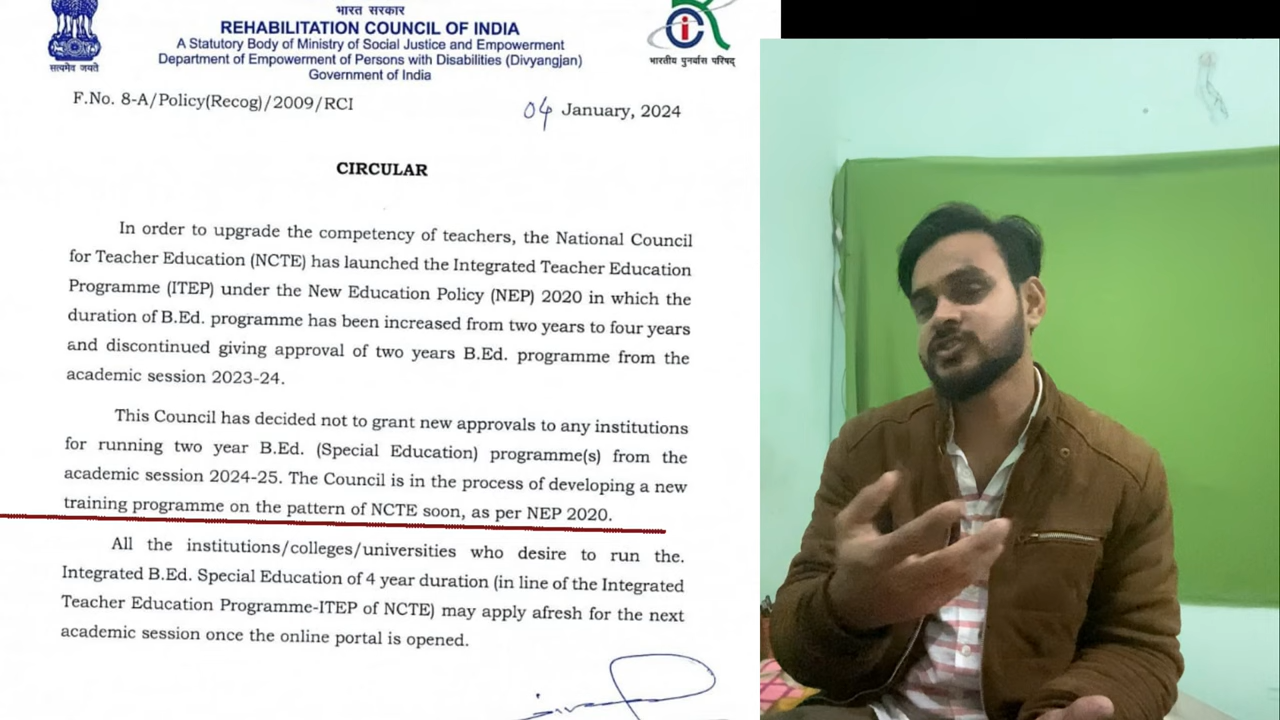 भारत सरकार
REHABILITATION COUNCIL OF INDIA
A Statutory Body of Ministry of Social Justice and Empowerment
Department of Empowerment of Persons with Disabilities (Divyangjan)
Government of India
सत्यमेव जयते
भारतीय पुनर्वास परिषद्
F.No. 8-A/Policy(Recog)/2009/RCI
04 January, 2024
CIRCULAR
In order to upgrade the competency of teachers, the National Council
for Teacher Education (NCTE) has launched the Integrated Teacher Education
Programme (ITEP) under the New Education Policy (NEP) 2020 in which the
duration of B.Ed. programme has been increased from two years to four years
and discontinued giving approval of two years B.Ed. programme from the
academic session 2023-24.
This Council has decided not to grant new approvals to any institutions
for running two year B.Ed. (Special Education) programme(s) from the
academic session 2024-25. The Council is in the process of developing a new
training programme on the pattern of NCTE soon, as per NEP 2020.
All the institutions/colleges/universities who desire to run the.
Integrated B.Ed. Special Education of 4 year duration (in line of the Integrated
Teacher Education Programme-ITEP of NCTE) may apply afresh for the next
academic session once the online portal is opened.